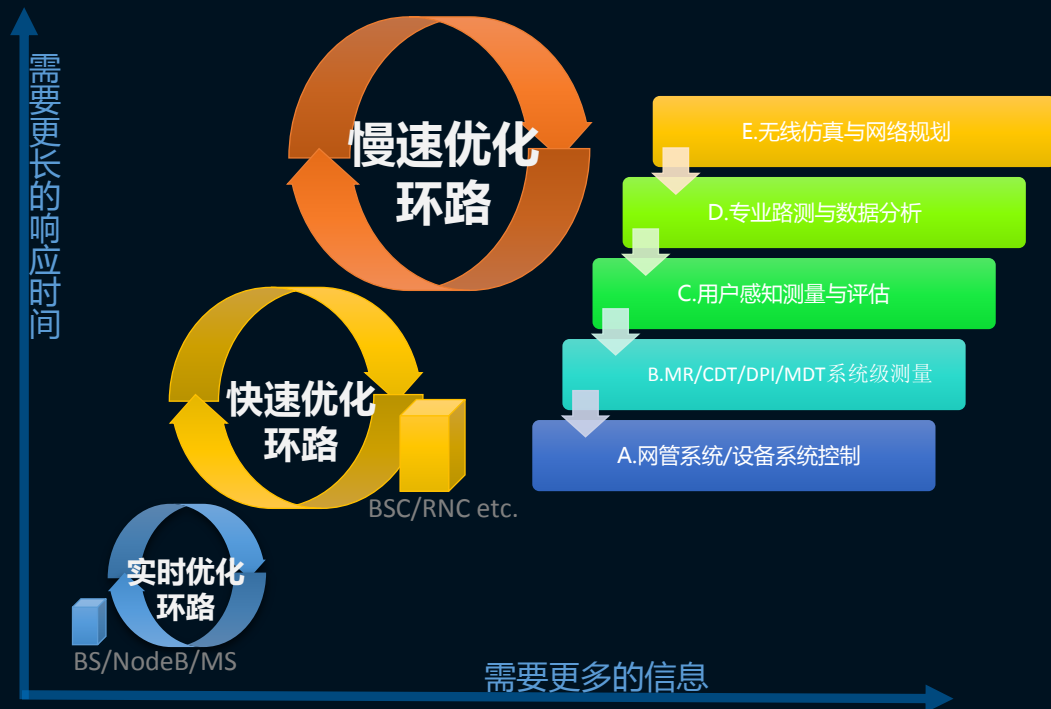 需要更长的响应时间
慢速优化
环路
快速优化
环路
BSC/RNC etc.
实时优化
环路
BS/NodeB/MS
E.无线仿真与网络规划
D.专业路测与数据分析
C.用户感知测量与评估
B.MR/CDT/DPI/MDT系统级测量
A.网管系统/设备系统控制
需要更多的信息